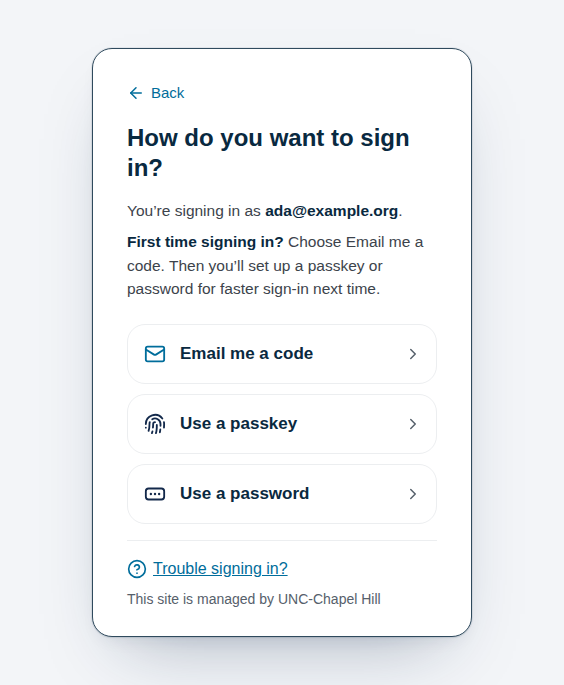 Back
How do you want to sign
in?
You’re signing in as ada@example.org.
First time signing in? Choose Email me a
code. Then you’ll set up a passkey or
password for faster sign-in next time.
Email me a code
Use a passkey
Use a password
Trouble signing in?
This site is managed by UNC-Chapel Hill